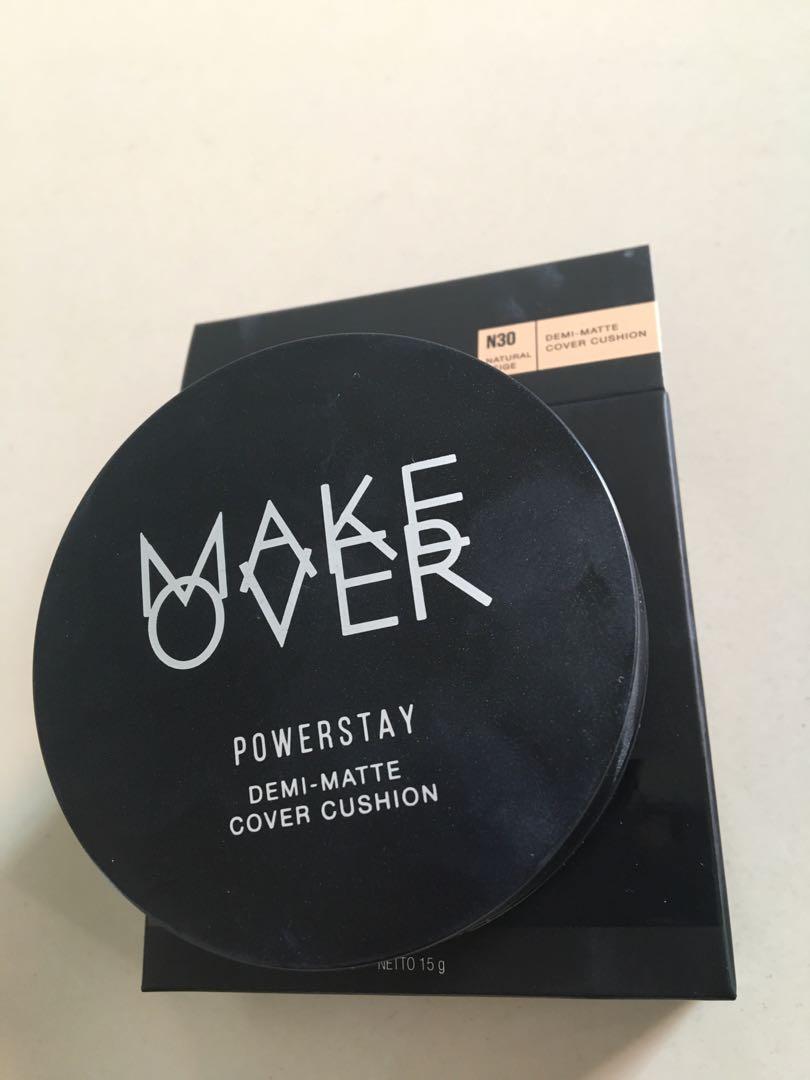 N30
NATURAL
DEMI-MATTE
COVER CUSHION
MAKE
OVER
POWERSTAY
DEMI-MATTE
COVER CUSHION
NETTO 15 g